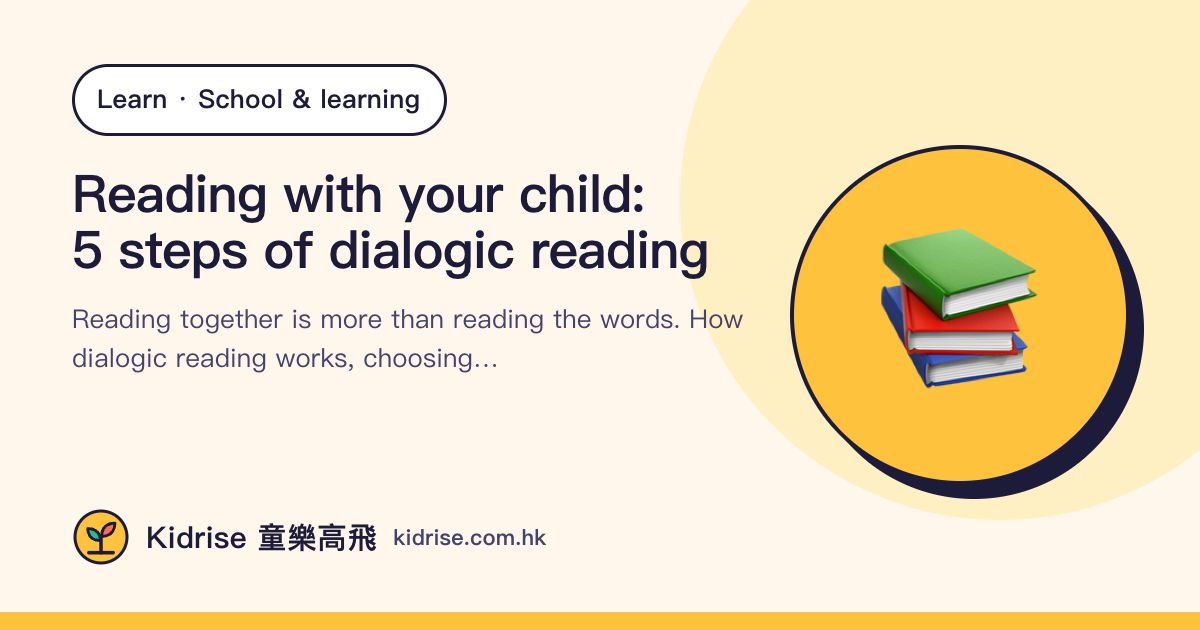 Learn · School & learning
Reading with your child:
5 steps of dialogic reading
Reading together is more than reading the words. How
dialogic reading works, choosing…
Kidrise 童樂高飛 kidrise.com.hk